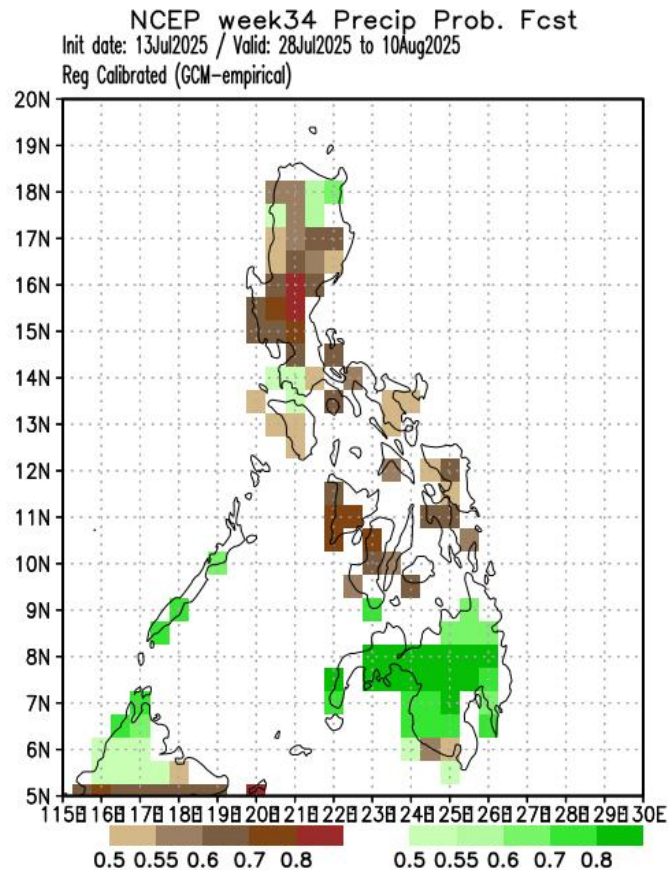 NCEP week34 Precip Prob. Fcst
Init date: 13Jul2025 / Valid: 28Jul2025 to 10Aug2025
Reg Calibrated (GCM-empirical)
20N
19N
18N
17N
16N
15N
14N
13N
12N
11N
10N
9N
8N
7N
6N
5N
115E 116E 117E 118E 119E 120E 121E 122E 123E 124E 125E 126E 127E 128E 129E 130E
0.5 0.55 0.6 0.7 0.8 0.5 0.55 0.6 0.7 0.8